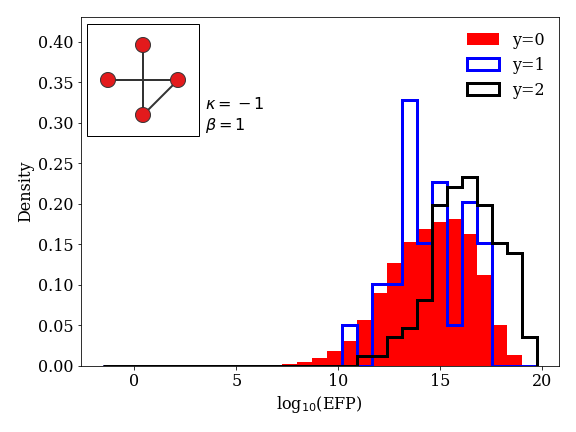 0.40
0.35
0.30
0.25
0.20
0.15
0.10
0.05
0.00
Density
κ = −1
β = 1
y=0
y=1
y=2
0 5 10 15 20
log₁₀(EFP)